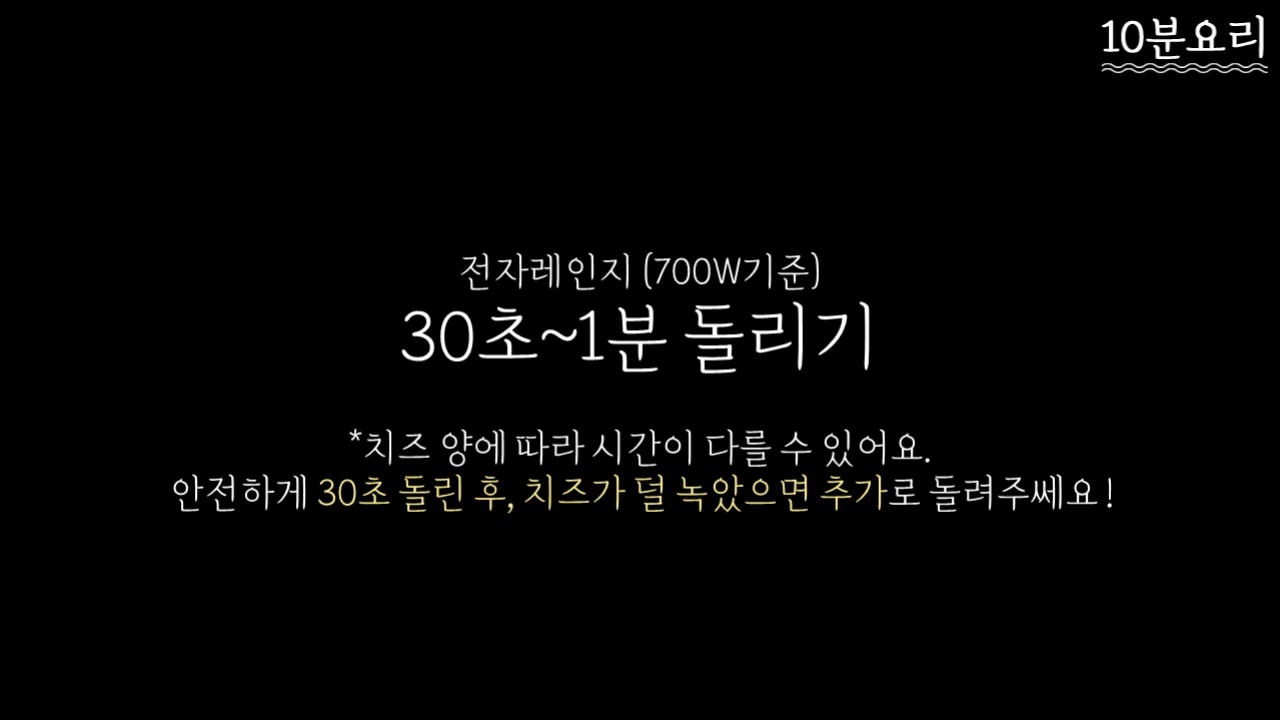 10분요리
전자레인지 (700W기준)
30초~1분 돌리기
*치즈 양에 따라 시간이 다를 수 있어요.
안전하게 30초 돌린 후, 치즈가 덜 녹았으면 추가로 돌려주쎄요!